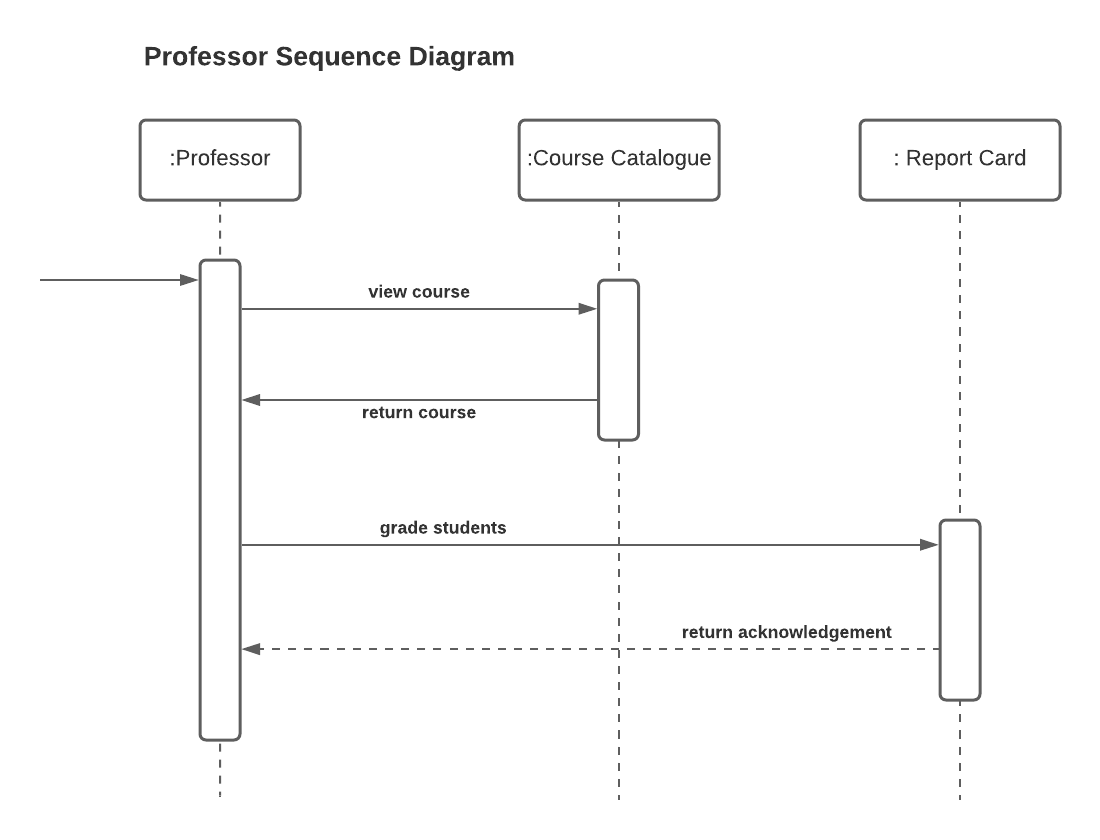 Professor Sequence Diagram
:Professor
:Course Catalogue
: Report Card
view course
return course
grade students
return acknowledgement